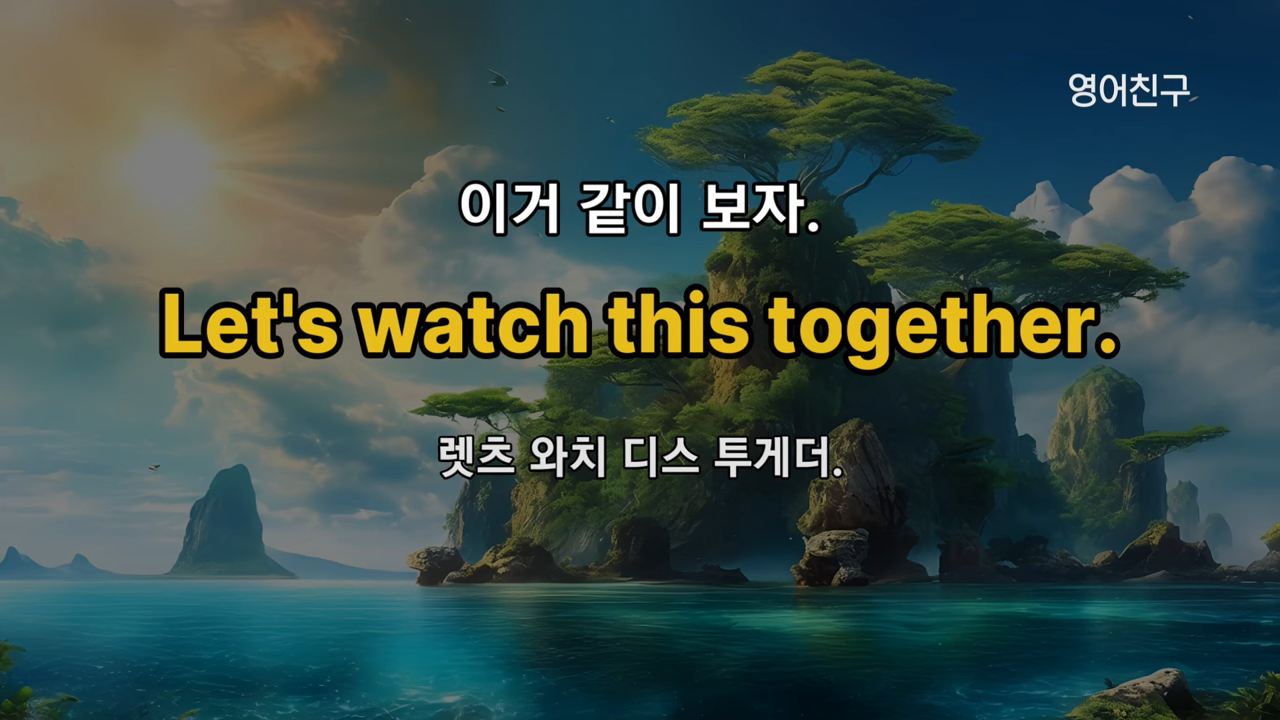 영어친구
이거 같이 보자.
Let's watch this together.
렛츠 와치 디스 투게더.